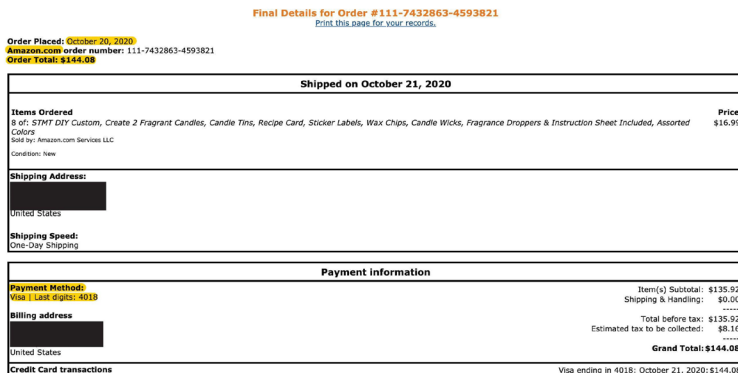 Final Details for Order #111-7432863-4593821
Print this page for your records.
Order Placed: October 20, 2020
Amazon.com order number: 111-7432863-4593821
Order Total: $144.08
Shipped on October 21, 2020
Items Ordered Price
8 of: STMT DIY Custom, Create 2 Fragrant Candles, Candle Tins, Recipe Card, Sticker Labels, Wax Chips, Candle Wicks, Fragrance Droppers & Instruction Sheet Included, Assorted $16.99
Colors
Sold by: Amazon.com Services LLC
Condition: New
Shipping Address:
United States
Shipping Speed:
One-Day Shipping
Payment information
Payment Method: Item(s) Subtotal: $135.92
Visa | Last digits: 4018 Shipping & Handling: $0.00
-----
Billing address Total before tax: $135.92
Estimated tax to be collected: $8.16
-----
United States Grand Total: $144.08
Credit Card transactions Visa ending in 4018: October 21, 2020: $144.08